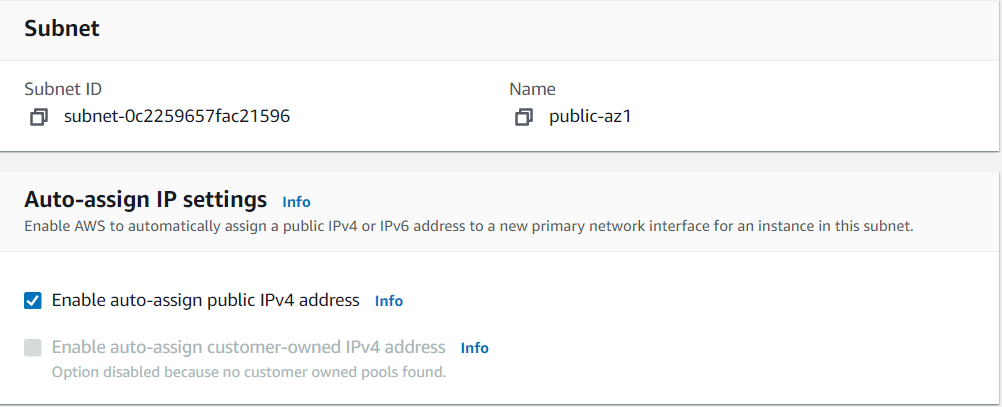 Subnet
Subnet ID
Name
subnet-0c2259657fac21596
public-az1
Auto-assign IP settings Info
Enable AWS to automatically assign a public IPv4 or IPv6 address to a new primary network interface for an instance in this subnet.
Enable auto-assign public IPv4 address Info
Enable auto-assign customer-owned IPv4 address Info
Option disabled because no customer owned pools found.